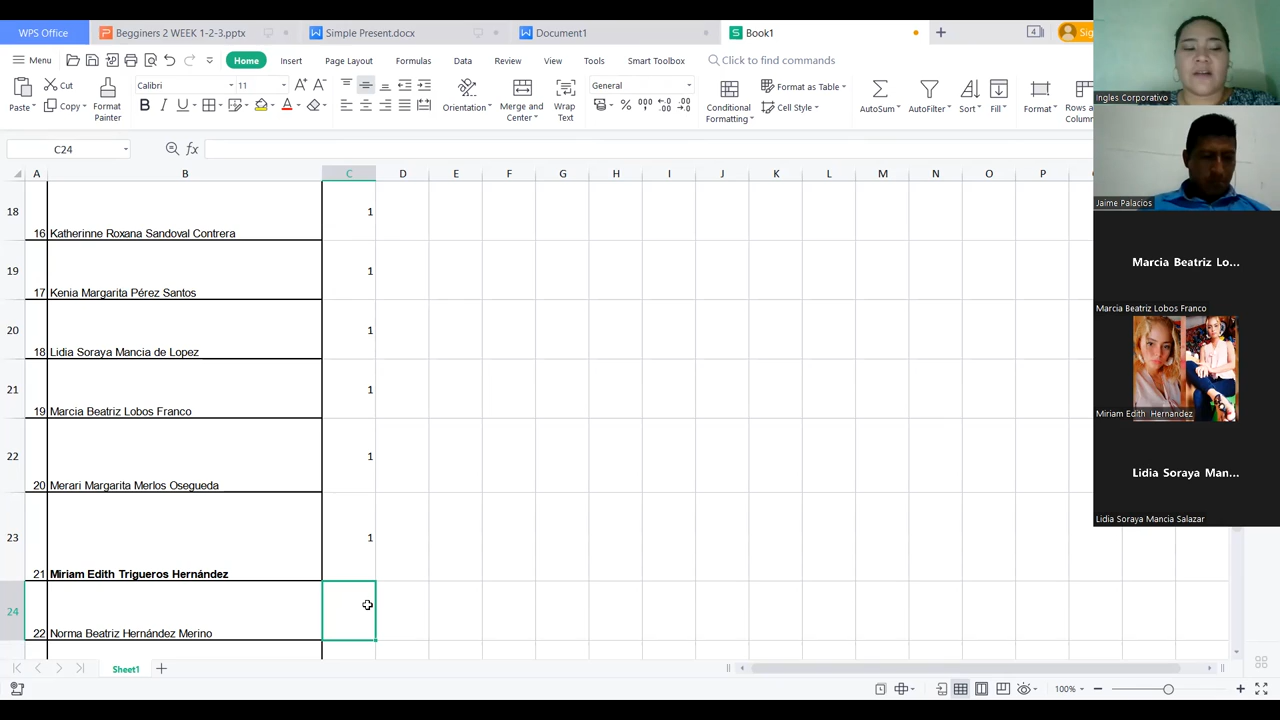 WPS Office
Begginers 2 WEEK 1-2-3.pptx
Simple Present.docx
Document1
Book1
Menu
Home
Insert
Page Layout
Formulas
Data
Review
View
Tools
Smart Toolbox
Click to find commands
Paste
Cut
Copy
Format Painter
Calibri
11
Orientation
Merge and Center
Wrap Text
General
Conditional Formatting
Format as Table
Cell Style
AutoSum
AutoFilter
Sort
Fill
Format
Rows a
Colum
C24
A B C D E F G H I J K L M N O P
18 16 Katherinne Roxana Sandoval Contrera 1
19 17 Kenia Margarita Pérez Santos 1
20 18 Lidia Soraya Mancia de Lopez 1
21 19 Marcia Beatriz Lobos Franco 1
22 20 Merari Margarita Merlos Osegueda 1
23 21 Miriam Edith Trigueros Hernández 1
24 22 Norma Beatriz Hernández Merino
Sheet1
100%
Ingles Corporativo
Jaime Palacios
Marcia Beatriz Lo...
Marcia Beatriz Lobos Franco
Miriam Edith Hernandez
Lidia Soraya Man...
Lidia Soraya Mancia Salazar